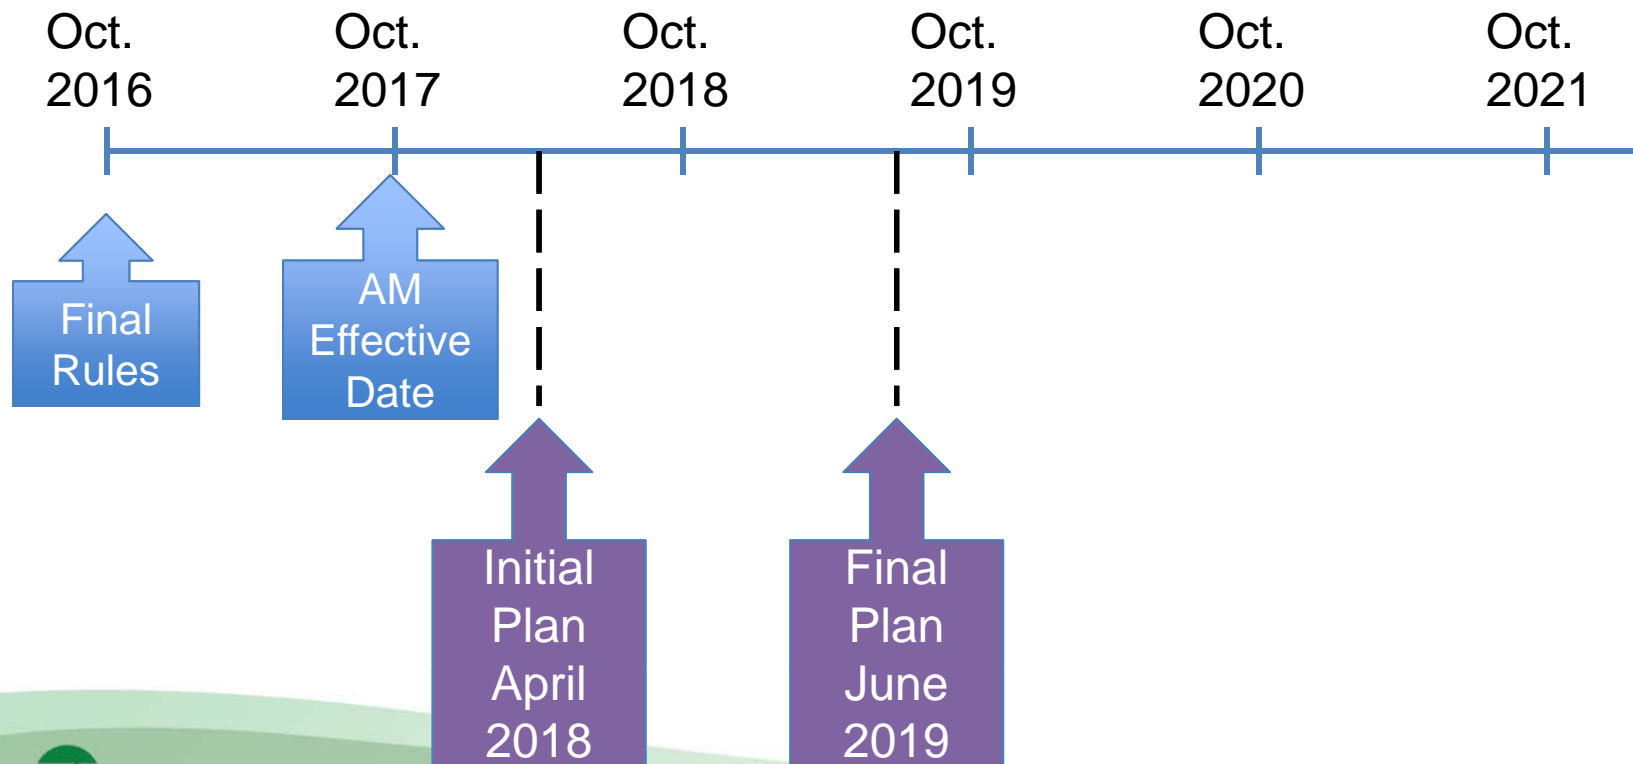 Oct.
2016
Oct.
2017
Oct.
2018
Oct.
2019
Oct.
2020
Oct.
2021
Final
Rules
AM
Effective
Date
Initial
Plan
April
2018
Final
Plan
June
2019